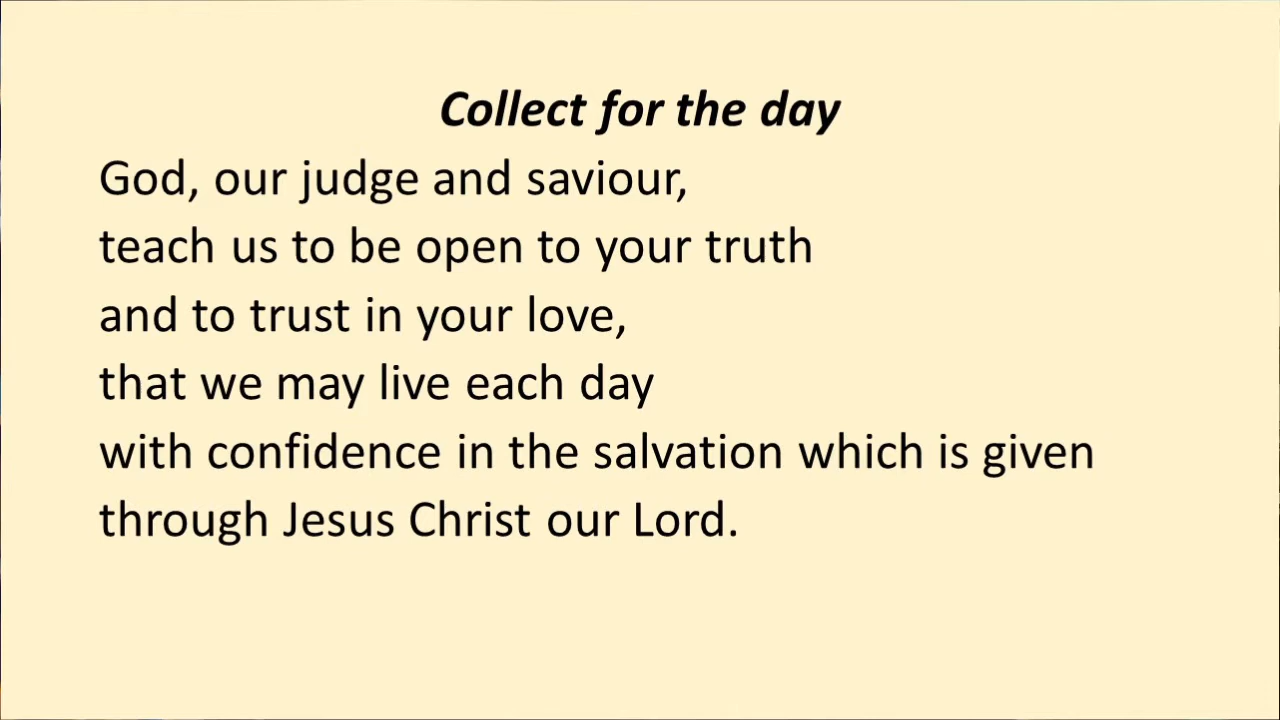 Collect for the day
God, our judge and saviour,
teach us to be open to your truth
and to trust in your love,
that we may live each day
with confidence in the salvation which is given
through Jesus Christ our Lord.